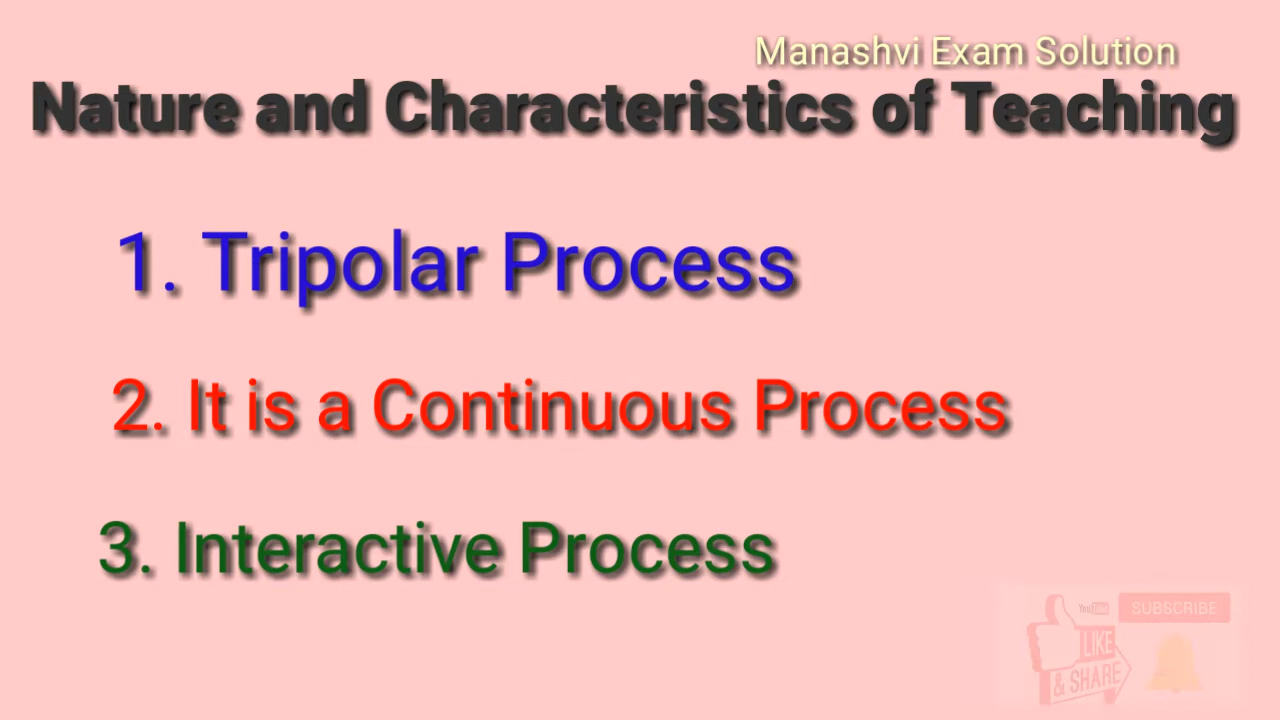 Manashvi Exam Solution
Nature and Characteristics of Teaching
1. Tripolar Process
2. It is a Continuous Process
3. Interactive Process
YouTube SUBSCRIBE
LIKE
& SHARE